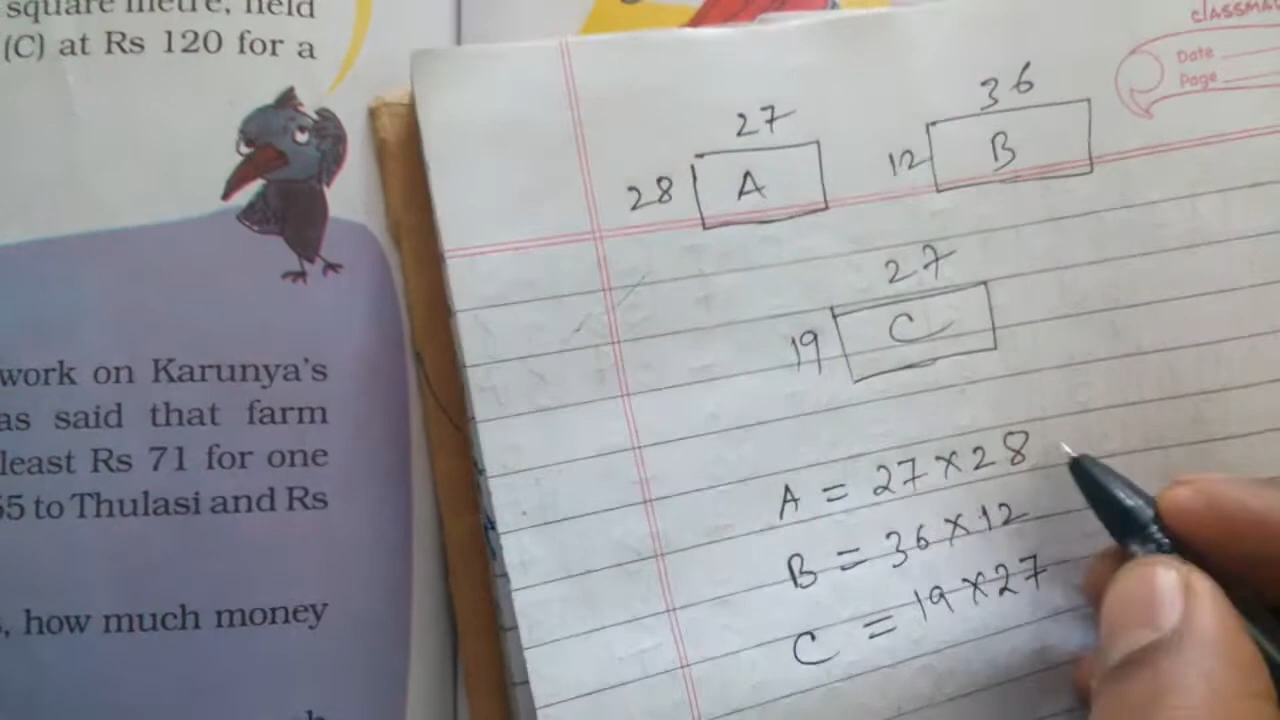 square metre, field
(C) at Rs 120 for a
work on Karunya's
as said that farm
least Rs 71 for one
55 to Thulasi and Rs
, how much money
Date
Page
27
28 A
36
12 B
27
19 C
A = 27 × 28
B = 36 × 12
C = 19 × 27